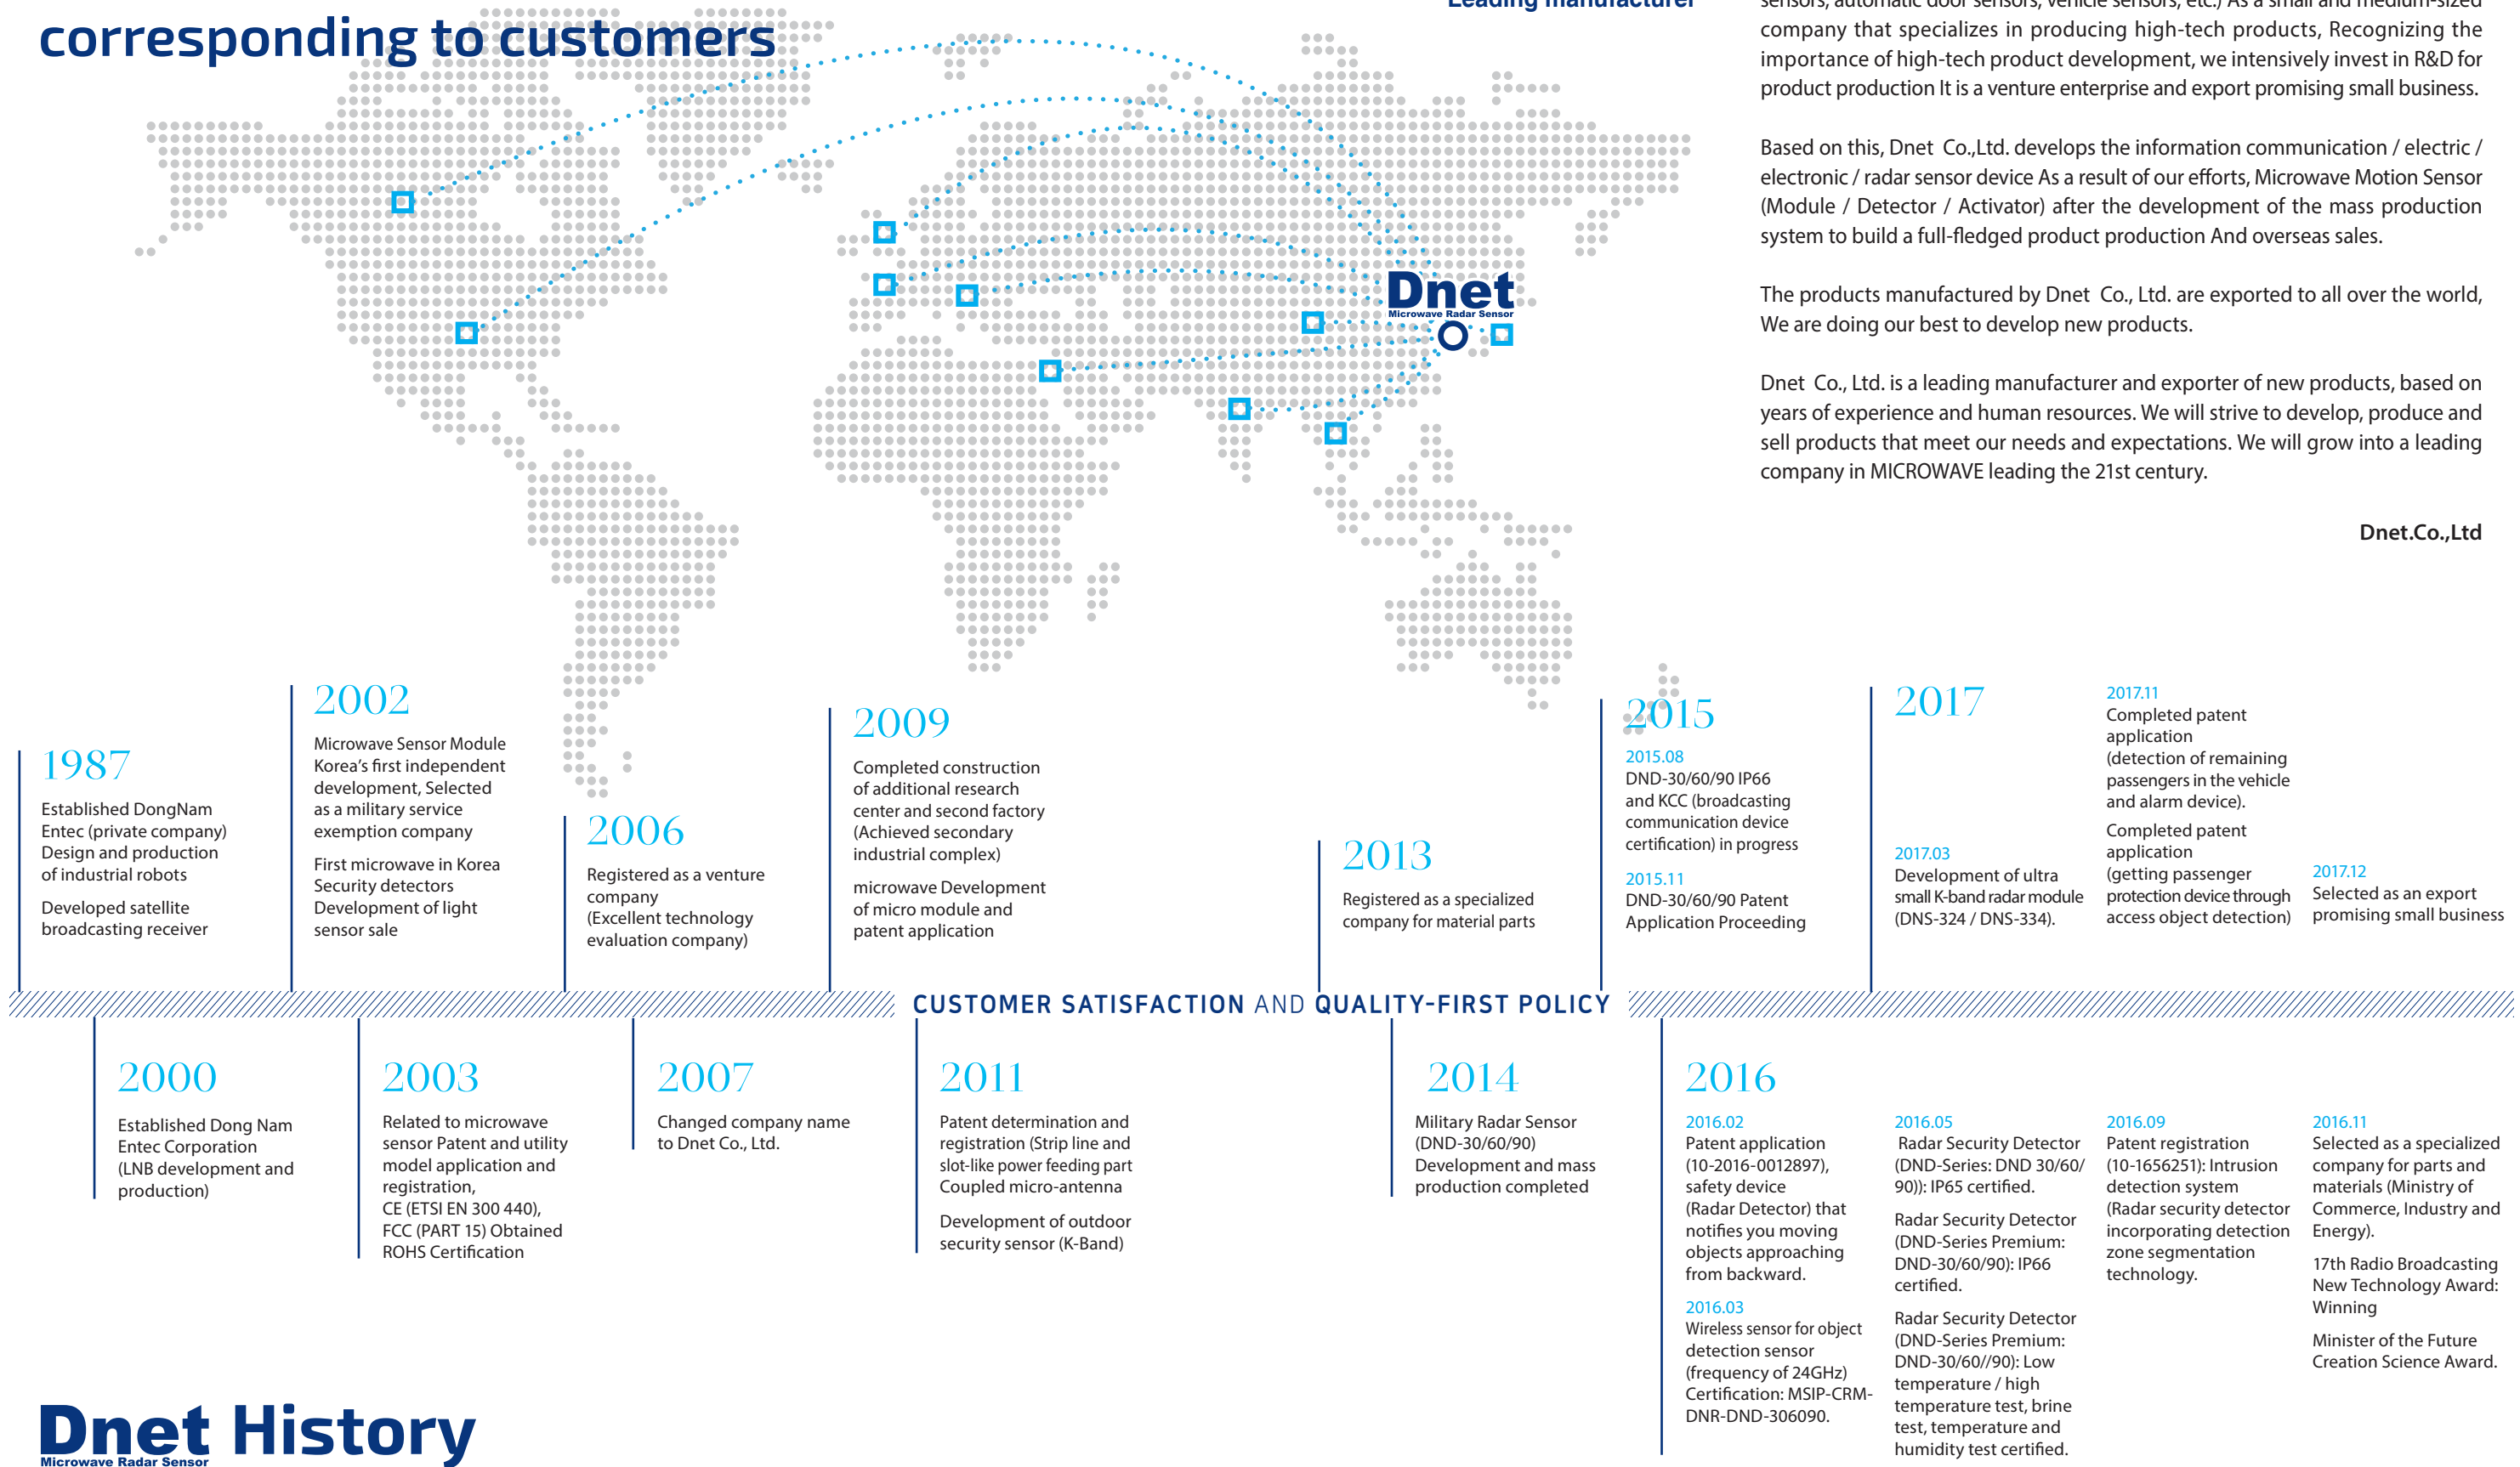 corresponding to customers
Leading manufacturer
sensors, automatic door sensors, vehicle sensors, etc.) As a small and medium-sized
company that specializes in producing high-tech products, Recognizing the
importance of high-tech product development, we intensively invest in R&D for
product production It is a venture enterprise and export promising small business.
Based on this, Dnet Co.,Ltd. develops the information communication / electric /
electronic / radar sensor device As a result of our efforts, Microwave Motion Sensor
(Module / Detector / Activator) after the development of the mass production
system to build a full-fledged product production And overseas sales.
The products manufactured by Dnet Co., Ltd. are exported to all over the world,
We are doing our best to develop new products.
Dnet Co., Ltd. is a leading manufacturer and exporter of new products, based on
years of experience and human resources. We will strive to develop, produce and
sell products that meet our needs and expectations. We will grow into a leading
company in MICROWAVE leading the 21st century.
Dnet.Co.,Ltd
Dnet
Microwave Radar Sensor
1987
Established DongNam
Entec (private company)
Design and production
of industrial robots
Developed satellite
broadcasting receiver
2002
Microwave Sensor Module
Korea's first independent
development, Selected
as a military service
exemption company
First microwave in Korea
Security detectors
Development of light
sensor sale
2006
Registered as a venture
company
(Excellent technology
evaluation company)
2009
Completed construction
of additional research
center and second factory
(Achieved secondary
industrial complex)
microwave Development
of micro module and
patent application
2013
Registered as a specialized
company for material parts
2015
2015.08
DND-30/60/90 IP66
and KCC (broadcasting
communication device
certification) in progress
2015.11
DND-30/60/90 Patent
Application Proceeding
2017
2017.03
Development of ultra
small K-band radar module
(DNS-324 / DNS-334).
2017.11
Completed patent
application
(detection of remaining
passengers in the vehicle
and alarm device).
Completed patent
application
(getting passenger
protection device through
access object detection)
2017.12
Selected as an export
promising small business
CUSTOMER SATISFACTION AND QUALITY-FIRST POLICY
2000
Established Dong Nam
Entec Corporation
(LNB development and
production)
2003
Related to microwave
sensor Patent and utility
model application and
registration,
CE (ETSI EN 300 440),
FCC (PART 15) Obtained
ROHS Certification
2007
Changed company name
to Dnet Co., Ltd.
2011
Patent determination and
registration (Strip line and
slot-like power feeding part
Coupled micro-antenna
Development of outdoor
security sensor (K-Band)
2014
Military Radar Sensor
(DND-30/60/90)
Development and mass
production completed
2016
2016.02
Patent application
(10-2016-0012897),
safety device
(Radar Detector) that
notifies you moving
objects approaching
from backward.
2016.03
Wireless sensor for object
detection sensor
(frequency of 24GHz)
Certification: MSIP-CRM-
DNR-DND-306090.
2016.05
Radar Security Detector
(DND-Series: DND 30/60/
90)): IP65 certified.
Radar Security Detector
(DND-Series Premium:
DND-30/60/90): IP66
certified.
Radar Security Detector
(DND-Series Premium:
DND-30/60//90): Low
temperature / high
temperature test, brine
test, temperature and
humidity test certified.
2016.09
Patent registration
(10-1656251): Intrusion
detection system
(Radar security detector
incorporating detection
zone segmentation
technology.
2016.11
Selected as a specialized
company for parts and
materials (Ministry of
Commerce, Industry and
Energy).
17th Radio Broadcasting
New Technology Award:
Winning
Minister of the Future
Creation Science Award.
Dnet History
Microwave Radar Sensor